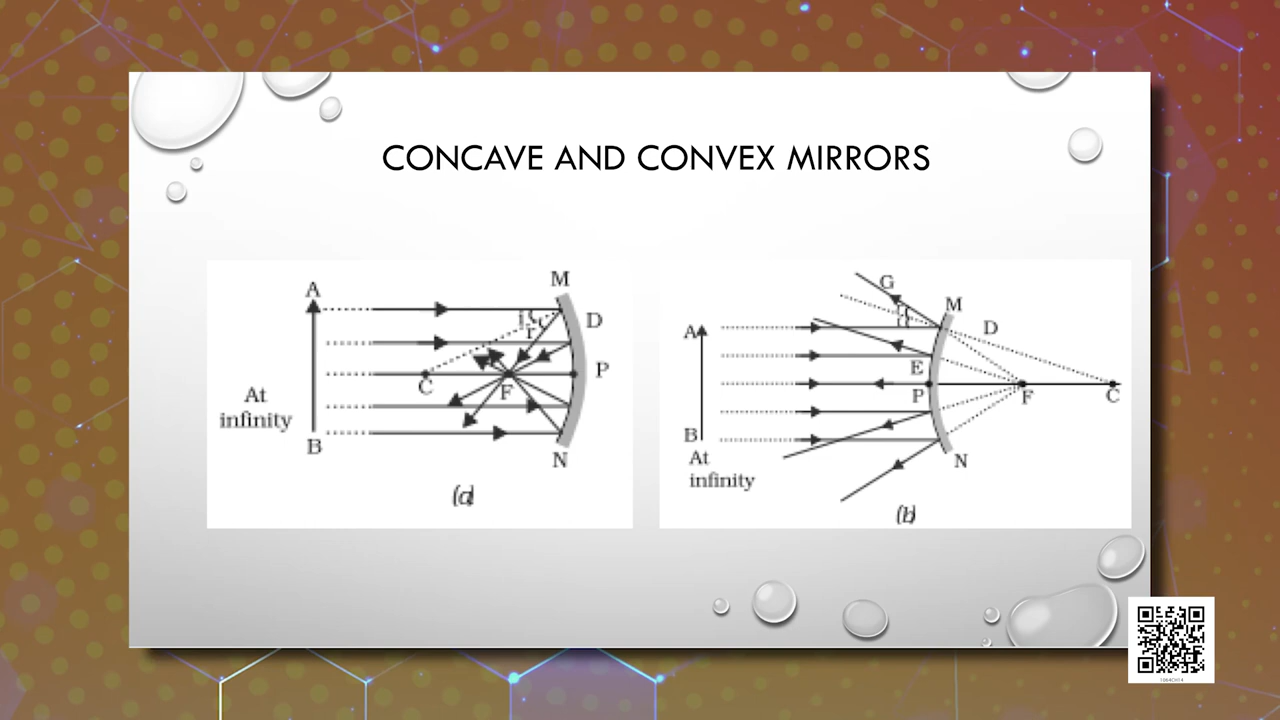 CONCAVE AND CONVEX MIRRORS
M
A
D
i
r
P
C
F
At
infinity
B
N
(a)
G
M
D
A
E
P
F
C
B
At
infinity
N
(b)